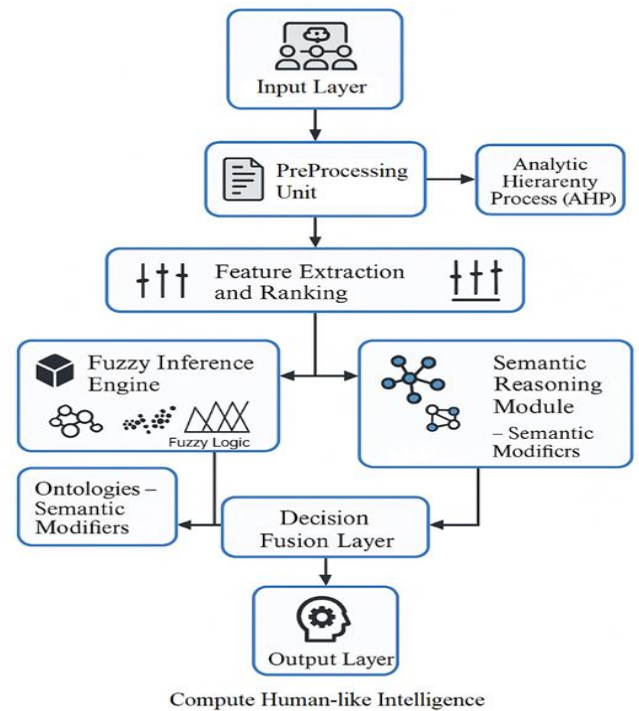 Input Layer
PreProcessing
Unit
Analytic
Hierarenty
Process (AHP)
Feature Extraction
and Ranking
Fuzzy Inference
Engine
Fuzzy Logic
Semantic
Reasoning
Module
– Semantic
Modificrs
Ontologies –
Semantic
Modifiers
Decision
Fusion Layer
Output Layer
Compute Human-like Intelligence